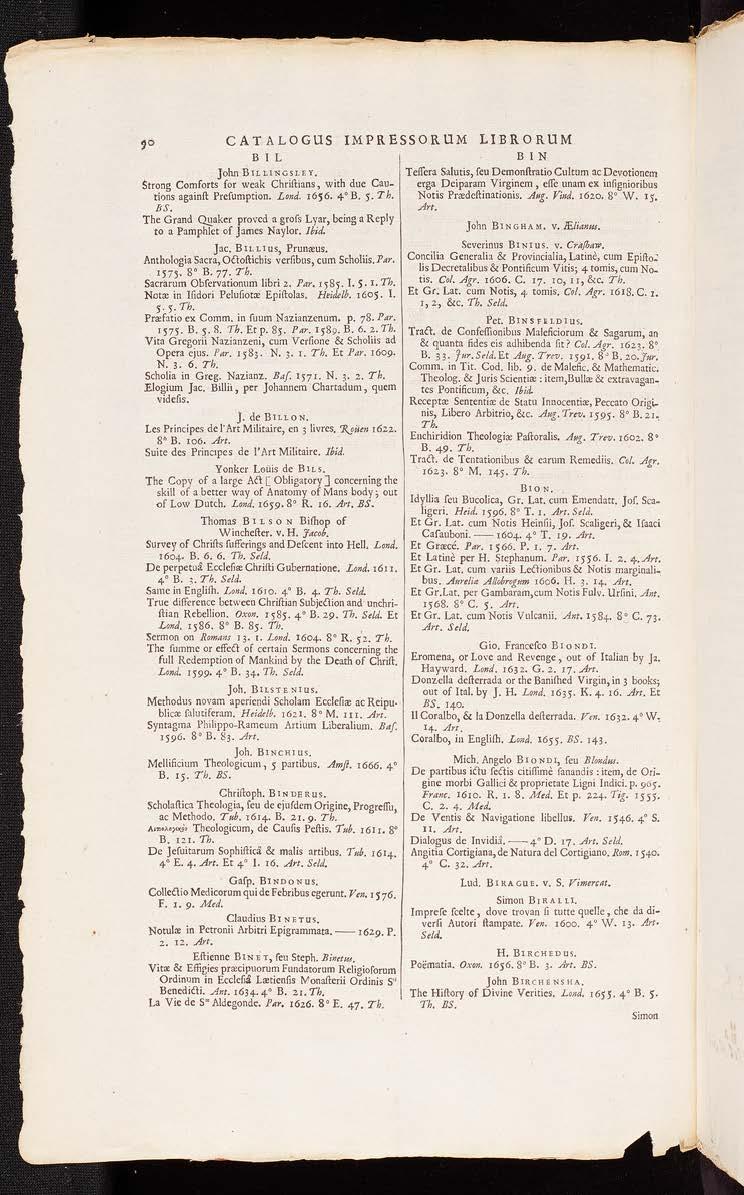 90
CATALOGUS IMPRESSORUM LIBRORUM
BIL
John BILLINGSLEY.
Strong Comforts for weak Chriſtians, with due Cau-
tions againſt Preſumption. Lond. 1656. 4° B. 5. Th.
BS.
The Grand Quaker proved a groſs Lyar, being a Reply
to a Pamphlet of James Naylor. Ibid.
Jac. BILLIUS, Prunæus.
Anthologia Sacra, Octoſtichis verſibus, cum Scholiis. Par.
1575. 8° B. 77. Th.
Sacrarum Obſervationum libri 2. Par. 1585. I. 5. 1. Th.
Notæ in Iſidori Peluſiotæ Epiſtolas. Heidelb. 1605. I.
5. 5. Th.
Præfatio ex Comm. in ſuum Nazianzenum. p. 78. Par.
1575. B. 5. 8. Th. Et p. 85. Par. 1589. B. 6. 2. Th.
Vita Gregorii Nazianzeni, cum Verſione & Scholiis ad
Opera ejus. Par. 1583. N. 3. 1. Th. Et Par. 1609.
N. 3. 6. Th.
Scholia in Greg. Nazianz. Baſ. 1571. N. 3. 2. Th.
Elogium Jac. Billii, per Johannem Chartadum, quem
videſis.
J. de BILLON.
Les Principes de l'Art Militaire, en 3 livres. Roüen 1622.
8° B. 106. Art.
Suite des Principes de l'Art Militaire. Ibid.
Yonker Louis de BILS.
The Copy of a large Act [ Obligatory ] concerning the
skill of a better way of Anatomy of Mans body; out
of Low Dutch. Lond. 1659. 8° R. 16. Art. BS.
Thomas BILSON Biſhop of
Wincheſter. v. H. Jacob.
Survey of Chriſts ſufferings and Deſcent into Hell. Lond.
1604. B. 6. 6. Th. Seld.
De perpetuâ Eccleſiæ Chriſti Gubernatione. Lond. 1611.
4° B. 3. Th. Seld.
Same in Engliſh. Lond. 1610. 4° B. 4. Th. Seld.
True difference between Chriſtian Subjection and unchri-
ſtian Rebellion. Oxon. 1585. 4° B. 29. Th. Seld. Et
Lond. 1586. 8° B. 85. Th.
Sermon on Romans 13. 1. Lond. 1604. 8° R. 52. Th.
The ſumme or effect of certain Sermons concerning the
full Redemption of Mankind by the Death of Chriſt.
Lond. 1599. 4° B. 34. Th. Seld.
Joh. BILSTENIUS.
Methodus novam aperiendi Scholam Eccleſiæ ac Reipu-
blicæ ſalutiferam. Heidelb. 1621. 8° M. 111. Art.
Syntagma Philippo-Rameum Artium Liberalium. Baſ.
1596. 8° B. 83. Art.
Joh. BINCHIUS.
Mellificium Theologicum, 5 partibus. Amſt. 1666. 4°
B. 15. Th. BS.
Chriſtoph. BINDERUS.
Scholaſtica Theologia, ſeu de ejuſdem Origine, Progreſſu,
ac Methodo. Tub. 1614. B. 21. 9. Th.
Theologicum, de Cauſis Peſtis. Tub. 1611. 8°
B. 121. Th.
De Jeſuitarum Sophiſticâ & malis artibus. Tub. 1614.
4° E. 4. Art. Et 4° I. 16. Art. Seld.
Gaſp. BINDONUS.
Collectio Medicorum qui de Febribus egerunt. Ven. 1576.
F. 1. 9. Med.
Claudius BINETUS.
Notulæ in Petronii Arbitri Epigrammata. —— 1629. P.
2. 12. Art.
Eſtienne BINET, ſeu Steph. Binetus.
Vitæ & Effigies præcipuorum Fundatorum Religioſorum
Ordinum in Eccleſiâ Lætienſis Monaſterii Ordinis Sti
Benedicti. Ant. 1634. 4° B. 21. Th.
La Vie de Ste Aldegonde. Par. 1626. 8° E. 47. Th.
BIN
Teſſera Salutis, ſeu Demonſtratio Cultum ac Devotionem
erga Deiparam Virginem, eſſe unam ex inſignioribus
Notis Prædeſtinationis. Aug. Vind. 1620. 8° W. 15.
Art.
John BINGHAM. v. Ælianus.
Severinus BINIUS. v. Craſhaw.
Concilia Generalia & Provincialia, Latinè, cum Epiſto-
lis Decretalibus & Pontificum Vitis; 4 tomis, cum No-
tis. Col. Agr. 1606. C. 17. 10, 11, &c. Th.
Et Gr. Lat. cum Notis, 4 tomis. Col. Agr. 1618. C. 1.
1, 2, &c. Th. Seld.
Pet. BINSFELDIUS.
Tract. de Confeſſionibus Maleficiorum & Sagarum, an
& quanta fides eis adhibenda ſit? Col. Agr. 1623. 8°
B. 33. Jur. Seld. Et Aug. Trev. 1591. 8° B. 20. Jur.
Comm. in Tit. Cod. lib. 9. de Malefic. & Mathematic.
Theolog. & Juris Scientiæ : item, Bullæ & extravagan-
tes Pontificum, &c. Ibid.
Receptæ Sententiæ de Statu Innocentiæ, Peccato Origi-
nis, Libero Arbitrio, &c. Aug. Trev. 1595. 8° B. 21.
Th.
Enchiridion Theologiæ Paſtoralis. Aug. Trev. 1602. 8°
B. 49. Th.
Tract. de Tentationibus & earum Remediis. Col. Agr.
1623. 8° M. 145. Th.
BION.
Idyllia ſeu Bucolica, Gr. Lat. cum Emendatt. Joſ. Sca-
ligeri. Heid. 1596. 8° T. 1. Art. Seld.
Et Gr. Lat. cum Notis Heinſii, Joſ. Scaligeri, & Iſaaci
Caſauboni. —— 1604. 4° T. 19. Art.
Et Græcé. Par. 1566. P. 1. 7. Art.
Et Latinè per H. Stephanum. Par. 1556. I. 2. 4. Art.
Et Gr. Lat. cum variis Lectionibus & Notis marginali-
bus. Aurelia Allobrogum 1606. H. 3. 14. Art.
Et Gr. Lat. per Gambaram, cum Notis Fulv. Urſini. Ant.
1568. 8° C. 5. Art.
Et Gr. Lat. cum Notis Vulcanii. Ant. 1584. 8° C. 73.
Art. Seld.
Gio. Franceſco BIONDI.
Eromena, or Love and Revenge, out of Italian by Ja.
Hayward. Lond. 1632. G. 2. 17. Art.
Donzella deſterrada or the Baniſhed Virgin, in 3 books;
out of Ital. by J. H. Lond. 1635. K. 4. 16. Art. Et
BS. 140.
Il Coralbo, & la Donzella deſterrada. Ven. 1632. 4° W.
14. Art.
Coralbo, in Engliſh. Lond. 1655. BS. 143.
Mich. Angelo BIONDI, ſeu Blondus.
De partibus ictu ſectis citiſſimè ſanandis : item, de Ori-
gine morbi Gallici & proprietate Ligni Indici. p. 965.
Franc. 1610. R. 1. 8. Med. Et p. 224. Tig. 1555.
C. 2. 4. Med.
De Ventis & Navigatione libellus. Ven. 1546. 4° S.
11. Art.
Dialogus de Invidiâ. —— 4° D. 17. Art. Seld.
Angitia Cortigiana, de Natura del Cortigiano. Rom. 1540.
4° C. 32. Art.
Lud. BIRAGUE. v. S. Vimercat.
Simon BIRALLI.
Impreſe ſcelte, dove trovan ſi tutte quelle, che da di-
verſi Autori ſtampate. Ven. 1600. 4° W. 13. Art.
Seld.
H. BIRCHEDUS.
Poëmatia. Oxon. 1656. 8° B. 3. Art. BS.
John BIRCHENSHA.
The Hiſtory of Divine Verities. Lond. 1655. 4° B. 5.
Th. BS.
Simon